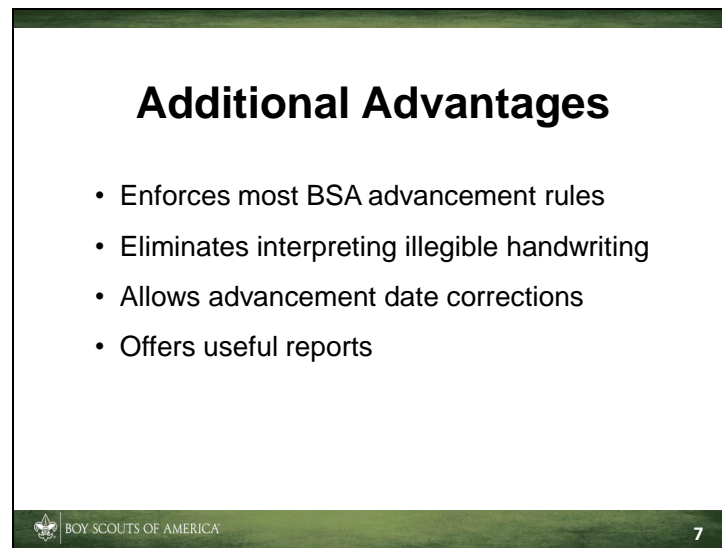 Additional Advantages
• Enforces most BSA advancement rules
• Eliminates interpreting illegible handwriting
• Allows advancement date corrections
• Offers useful reports
BOY SCOUTS OF AMERICA
7